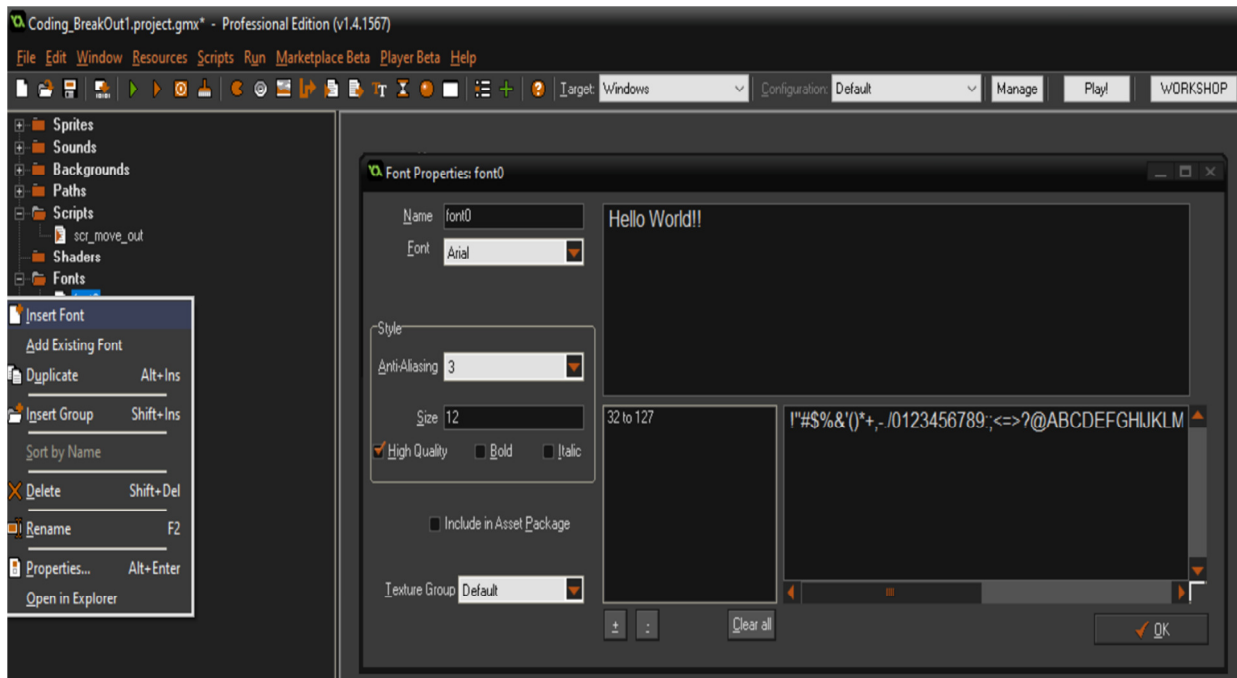 Coding_BreakOut1.project.gmx* - Professional Edition (v1.4.1567)
File Edit Window Resources Scripts Run Marketplace Beta Player Beta Help
Target: Windows Configuration: Default Manage Play! WORKSHOP
Sprites
Sounds
Backgrounds
Paths
Scripts
scr_move_out
Shaders
Fonts
Insert Font
Add Existing Font
Duplicate Alt+Ins
Insert Group Shift+Ins
Sort by Name
Delete Shift+Del
Rename F2
Properties... Alt+Enter
Open in Explorer
Font Properties: font0
Name font0
Font Arial
Style
Anti-Aliasing 3
Size 12
High Quality Bold Italic
Include in Asset Package
Texture Group Default
Hello World!!
32 to 127
!"#$%&'()*+,-./0123456789:;<=>?@ABCDEFGHIJKLM
+ : Clear all
OK